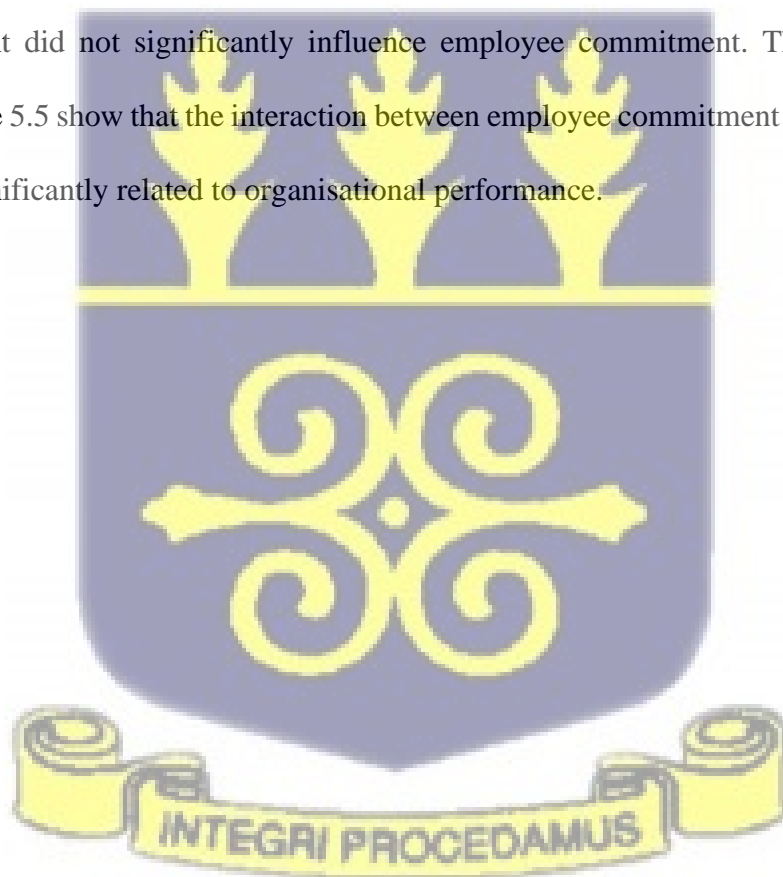 did not significantly influence employee commitment.
5.5 show that the interaction between employee commitment
related to organisational performance.
INTEGRI PROCEDAMUS